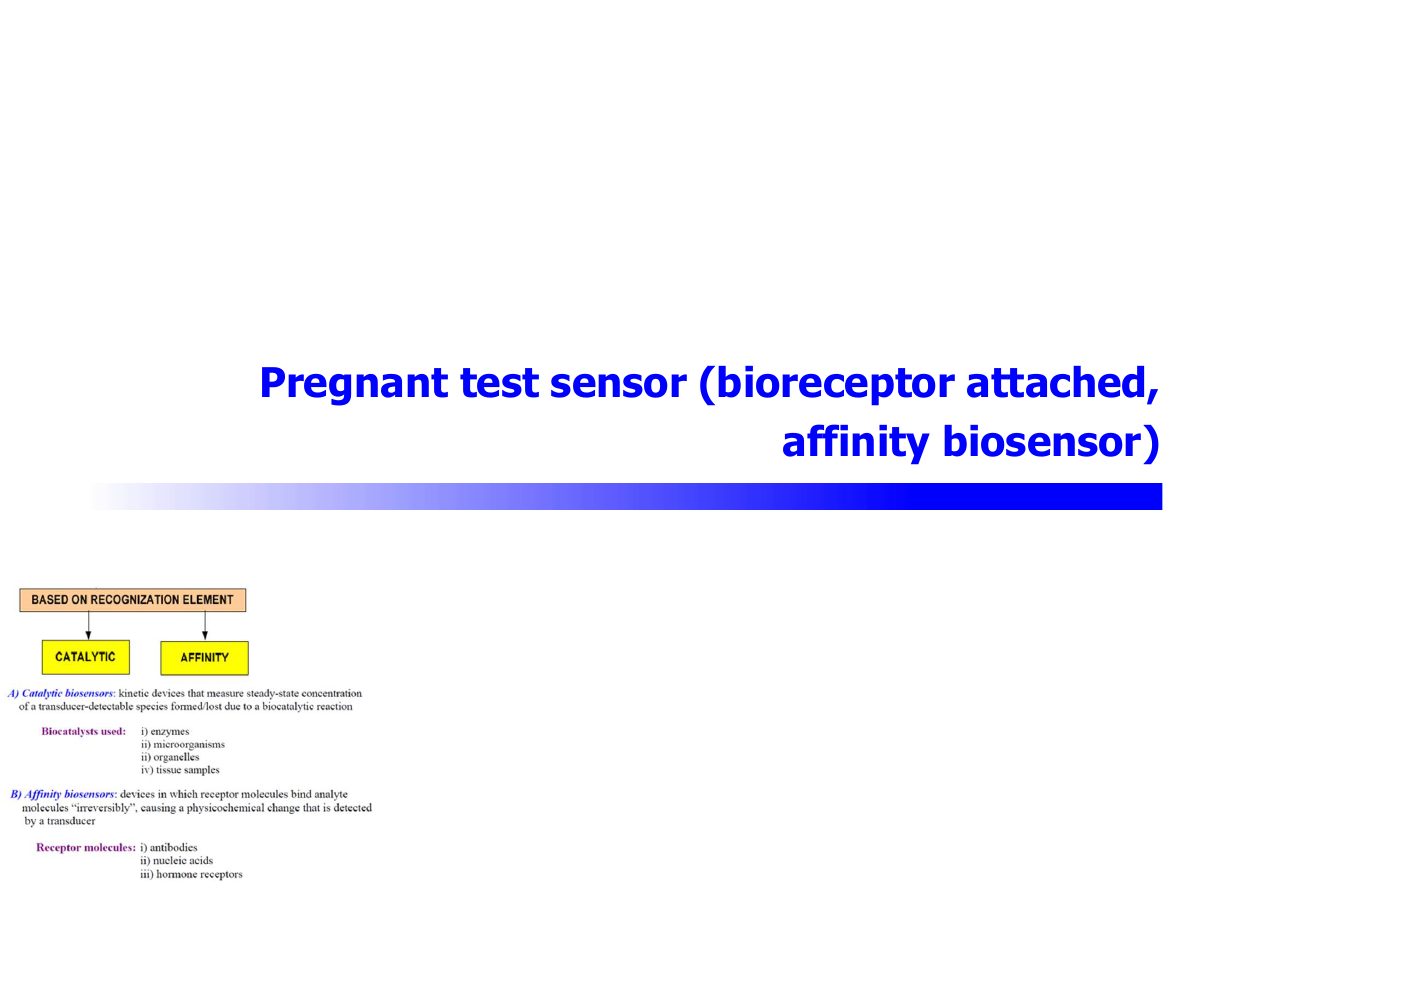 Pregnant test sensor (bioreceptor attached,
affinity biosensor)
BASED ON RECOGNIZATION ELEMENT
CATALYTIC
AFFINITY
A) Catalytic biosensors: kinetic devices that measure steady-state concentration
of a transducer-detectable species formed/lost due to a biocatalytic reaction
Biocatalysts used: i) enzymes
ii) microorganisms
ii) organelles
iv) tissue samples
B) Affinity biosensors: devices in which receptor molecules bind analyte
molecules “irreversibly”, causing a physicochemical change that is detected
by a transducer
Receptor molecules: i) antibodies
ii) nucleic acids
iii) hormone receptors